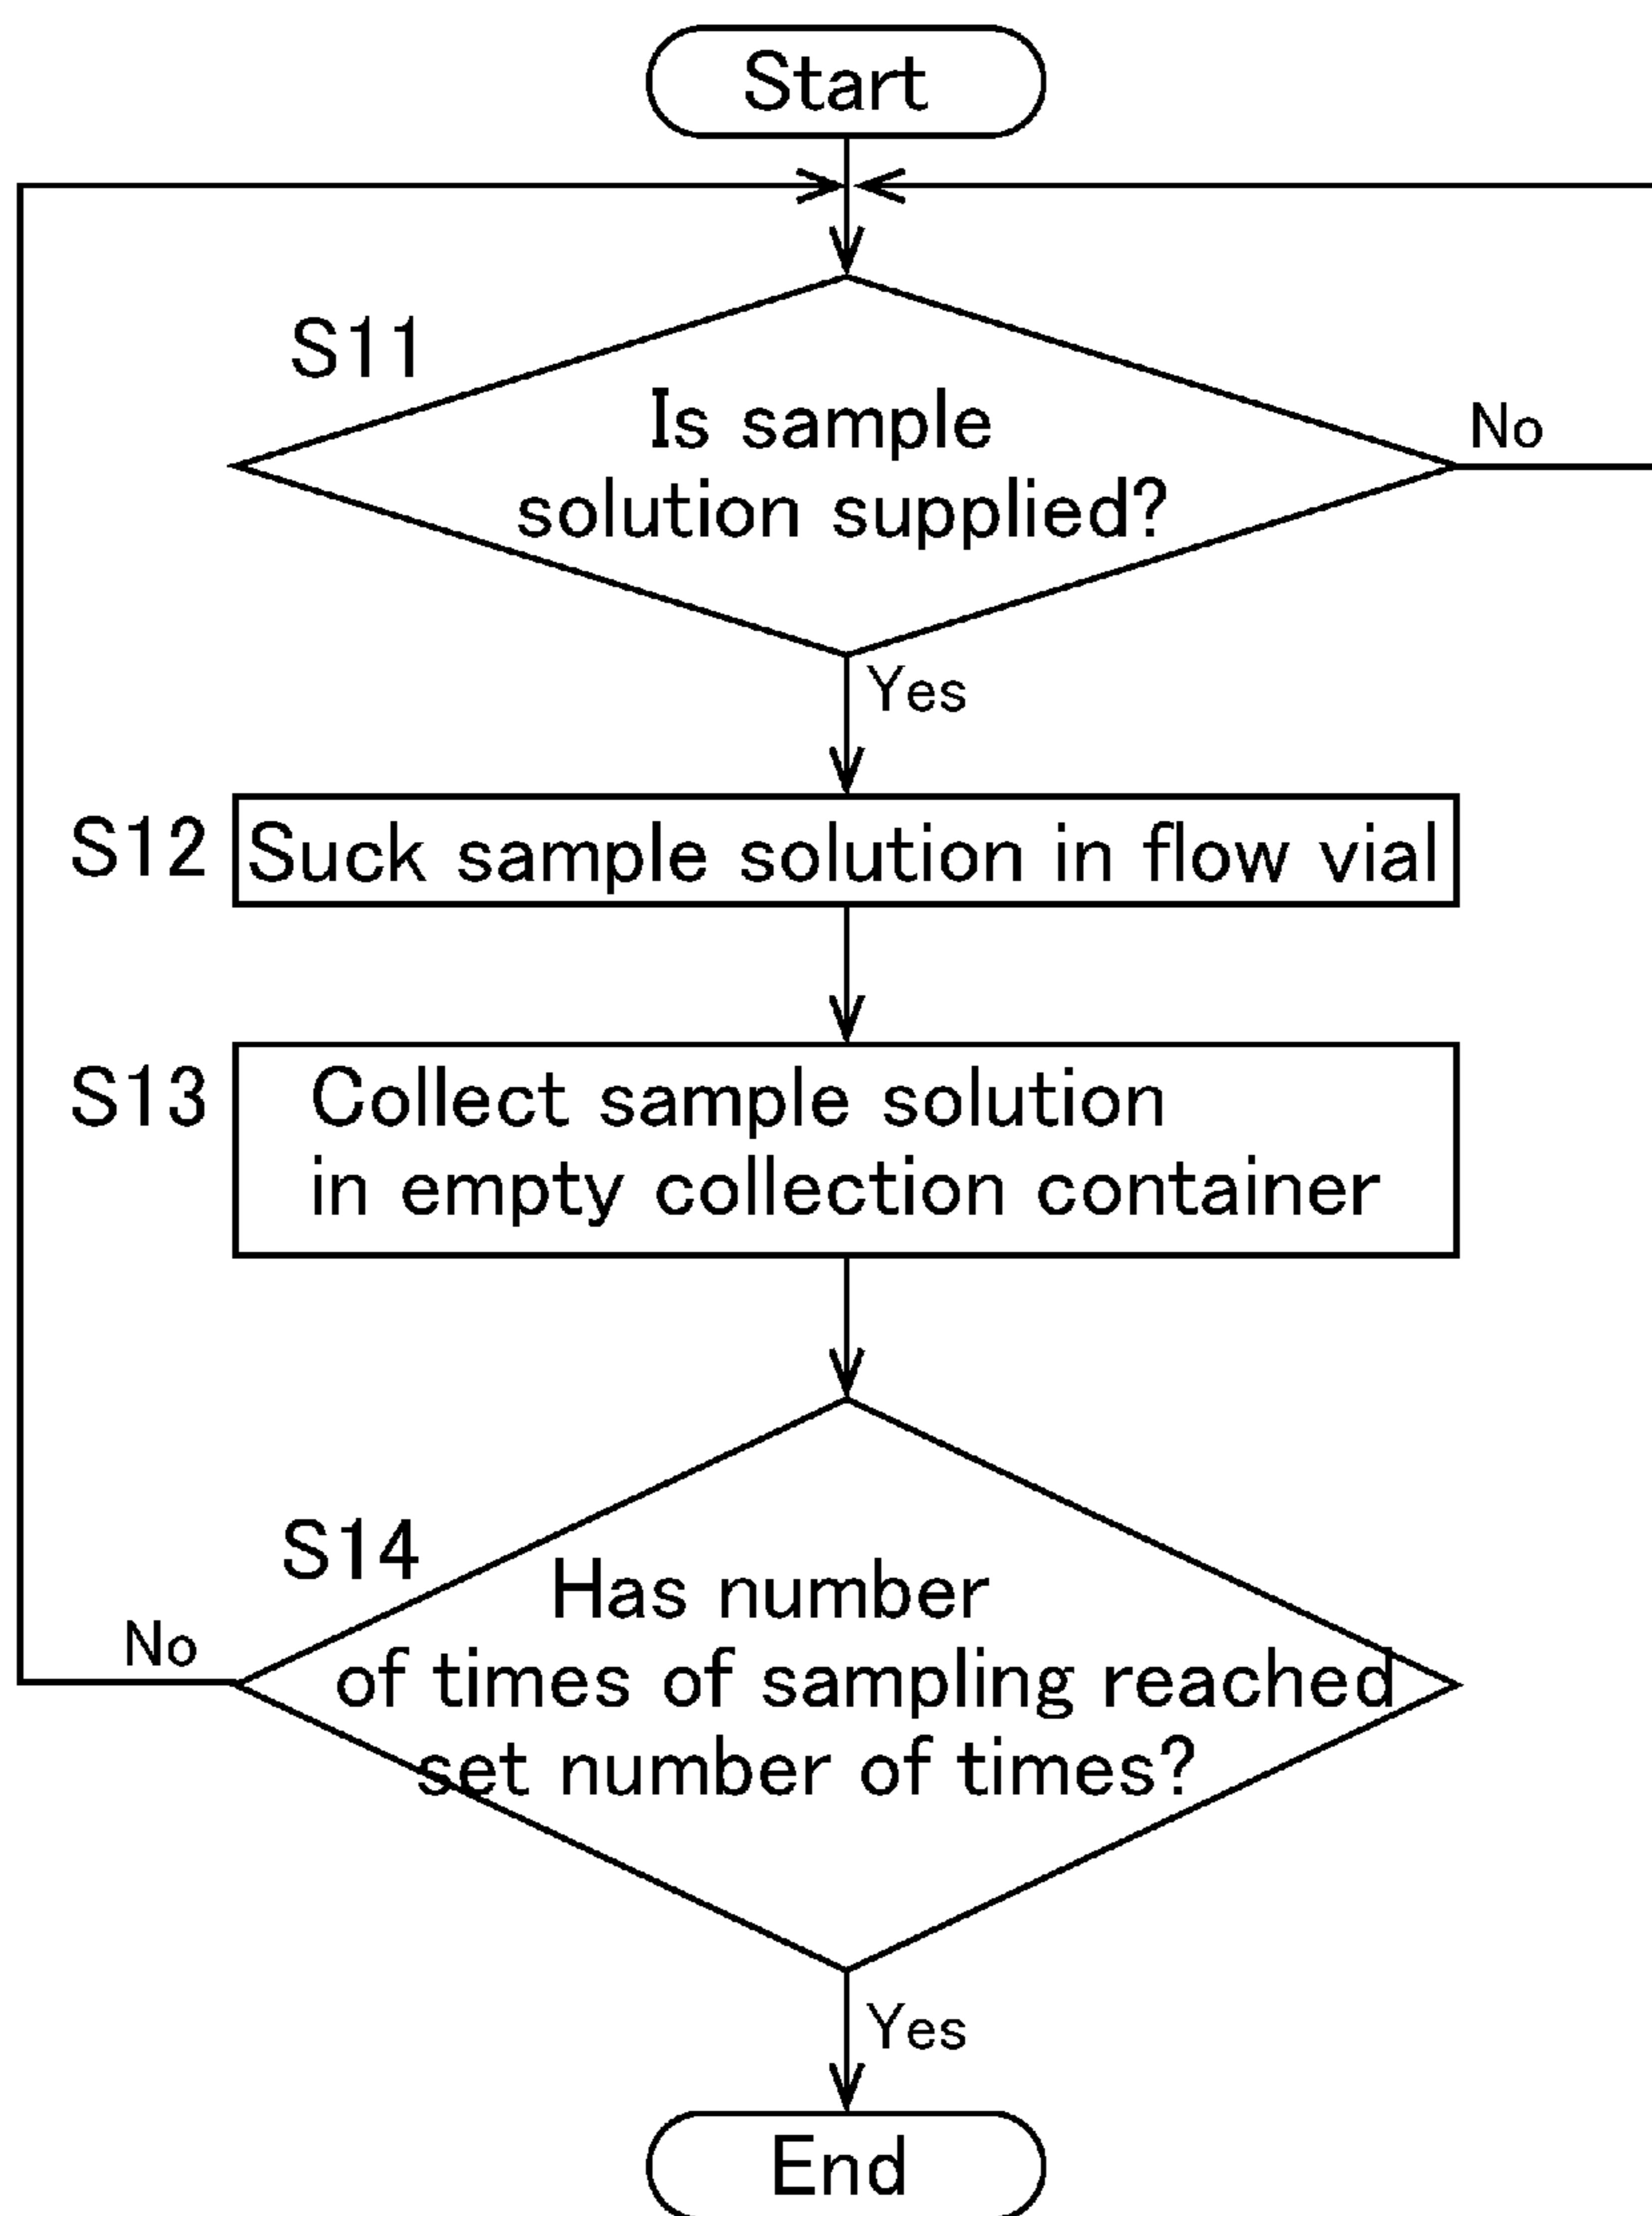 Start
S11
Is sample
solution supplied?
No
Yes
S12
Suck sample solution in flow vial
S13
Collect sample solution
in empty collection container
S14
Has number
of times of sampling reached
set number of times?
No
Yes
End